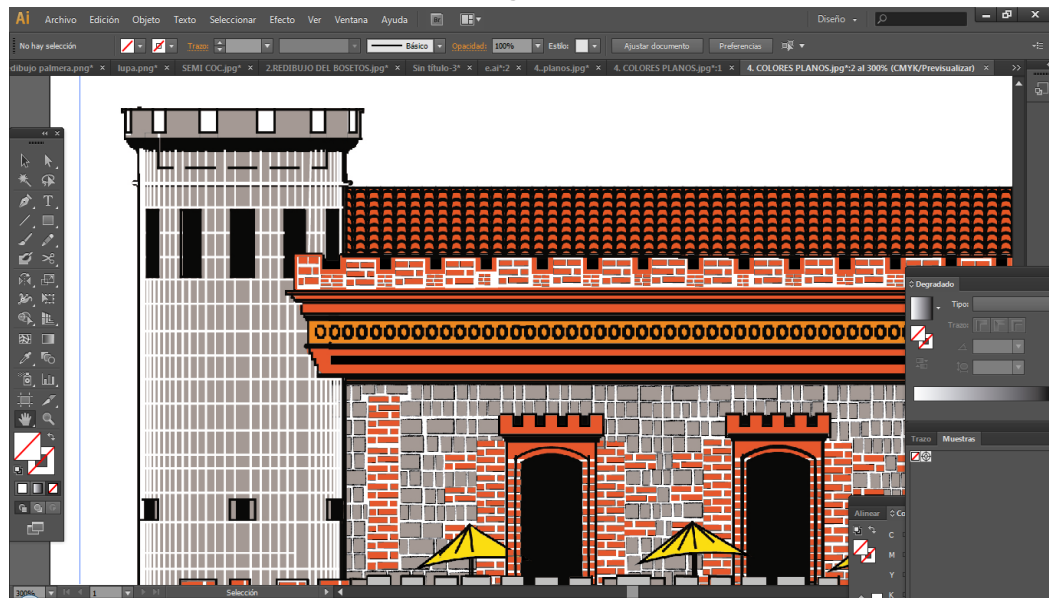 Ai Archivo Edición Objeto Texto Seleccionar Efecto Ver Ventana Ayuda Br Diseño
No hay selección Trazo: Básico Opacidad: 100% Estilo: Ajustar documento Preferencias
dibujo palmera.png* × lupa.png* × SEMI COC.jpg* × 2.REDIBUJO DEL BOSETOS.jpg* × Sin título-3* × e.ai*:2 × 4..planos.jpg* × 4. COLORES PLANOS.jpg*:1 × 4. COLORES PLANOS.jpg*:2 al 300% (CMYK/Previsualizar) ×
Degradado
Tipo:
Trazo:
Trazo Muestras
Alinear Co
C
M
Y
K
300% 1 Selección